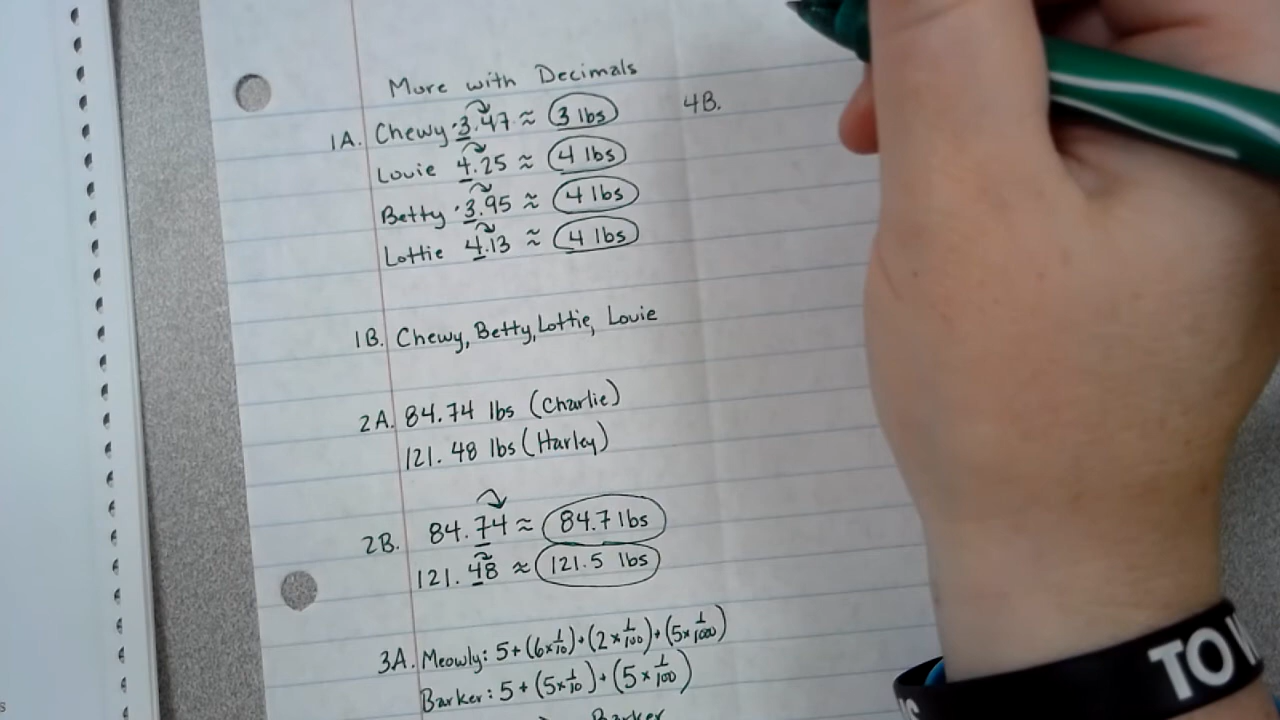 More with Decimals
1A. Chewy · 3.47 ≈ 3 lbs
Louie 4.25 ≈ 4 lbs
Betty · 3.95 ≈ 4 lbs
Lottie 4.13 ≈ 4 lbs
1B. Chewy, Betty, Lottie, Louie
2A. 84.74 lbs (Charlie)
121.48 lbs (Harley)
2B. 84.74 ≈ 84.7 lbs
121.48 ≈ 121.5 lbs
3A. Meowly: 5 + (6 × 1/10) + (2 × 1/100) + (5 × 1/1000)
Barker: 5 + (5 × 1/10) + (5 × 1/100)
Barker
4B.
TO